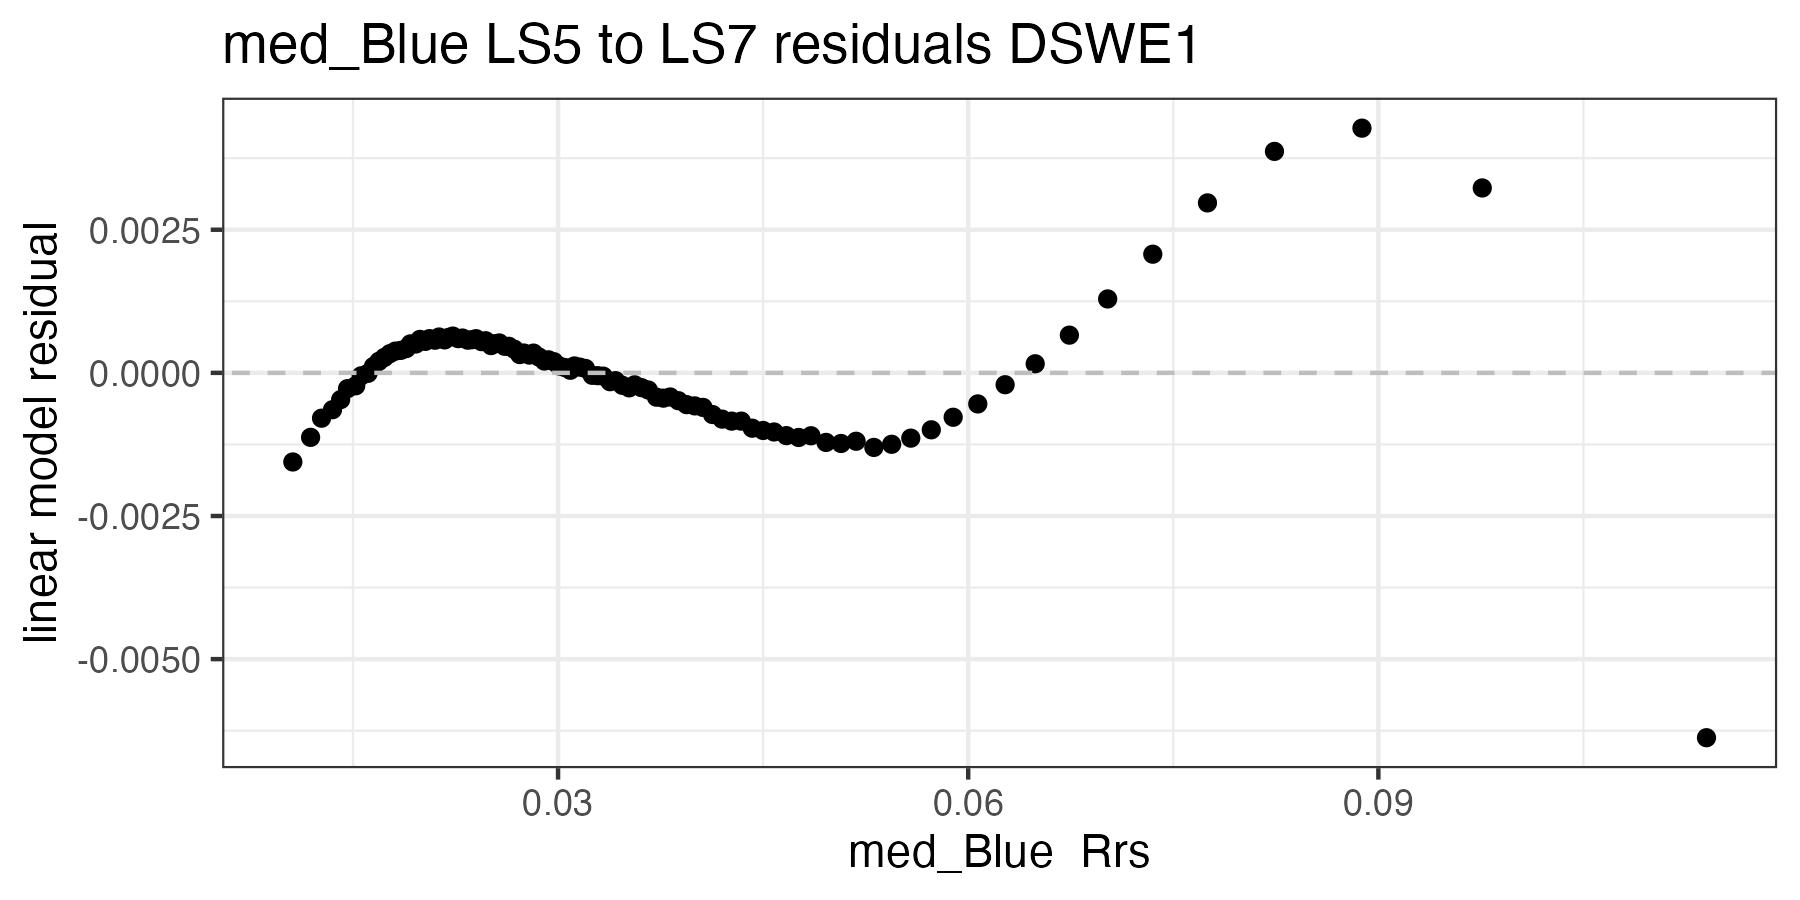 med_Blue LS5 to LS7 residuals DSWE1
linear model residual
0.0025
0.0000
-0.0025
-0.0050
0.03
0.06
0.09
med_Blue  Rrs